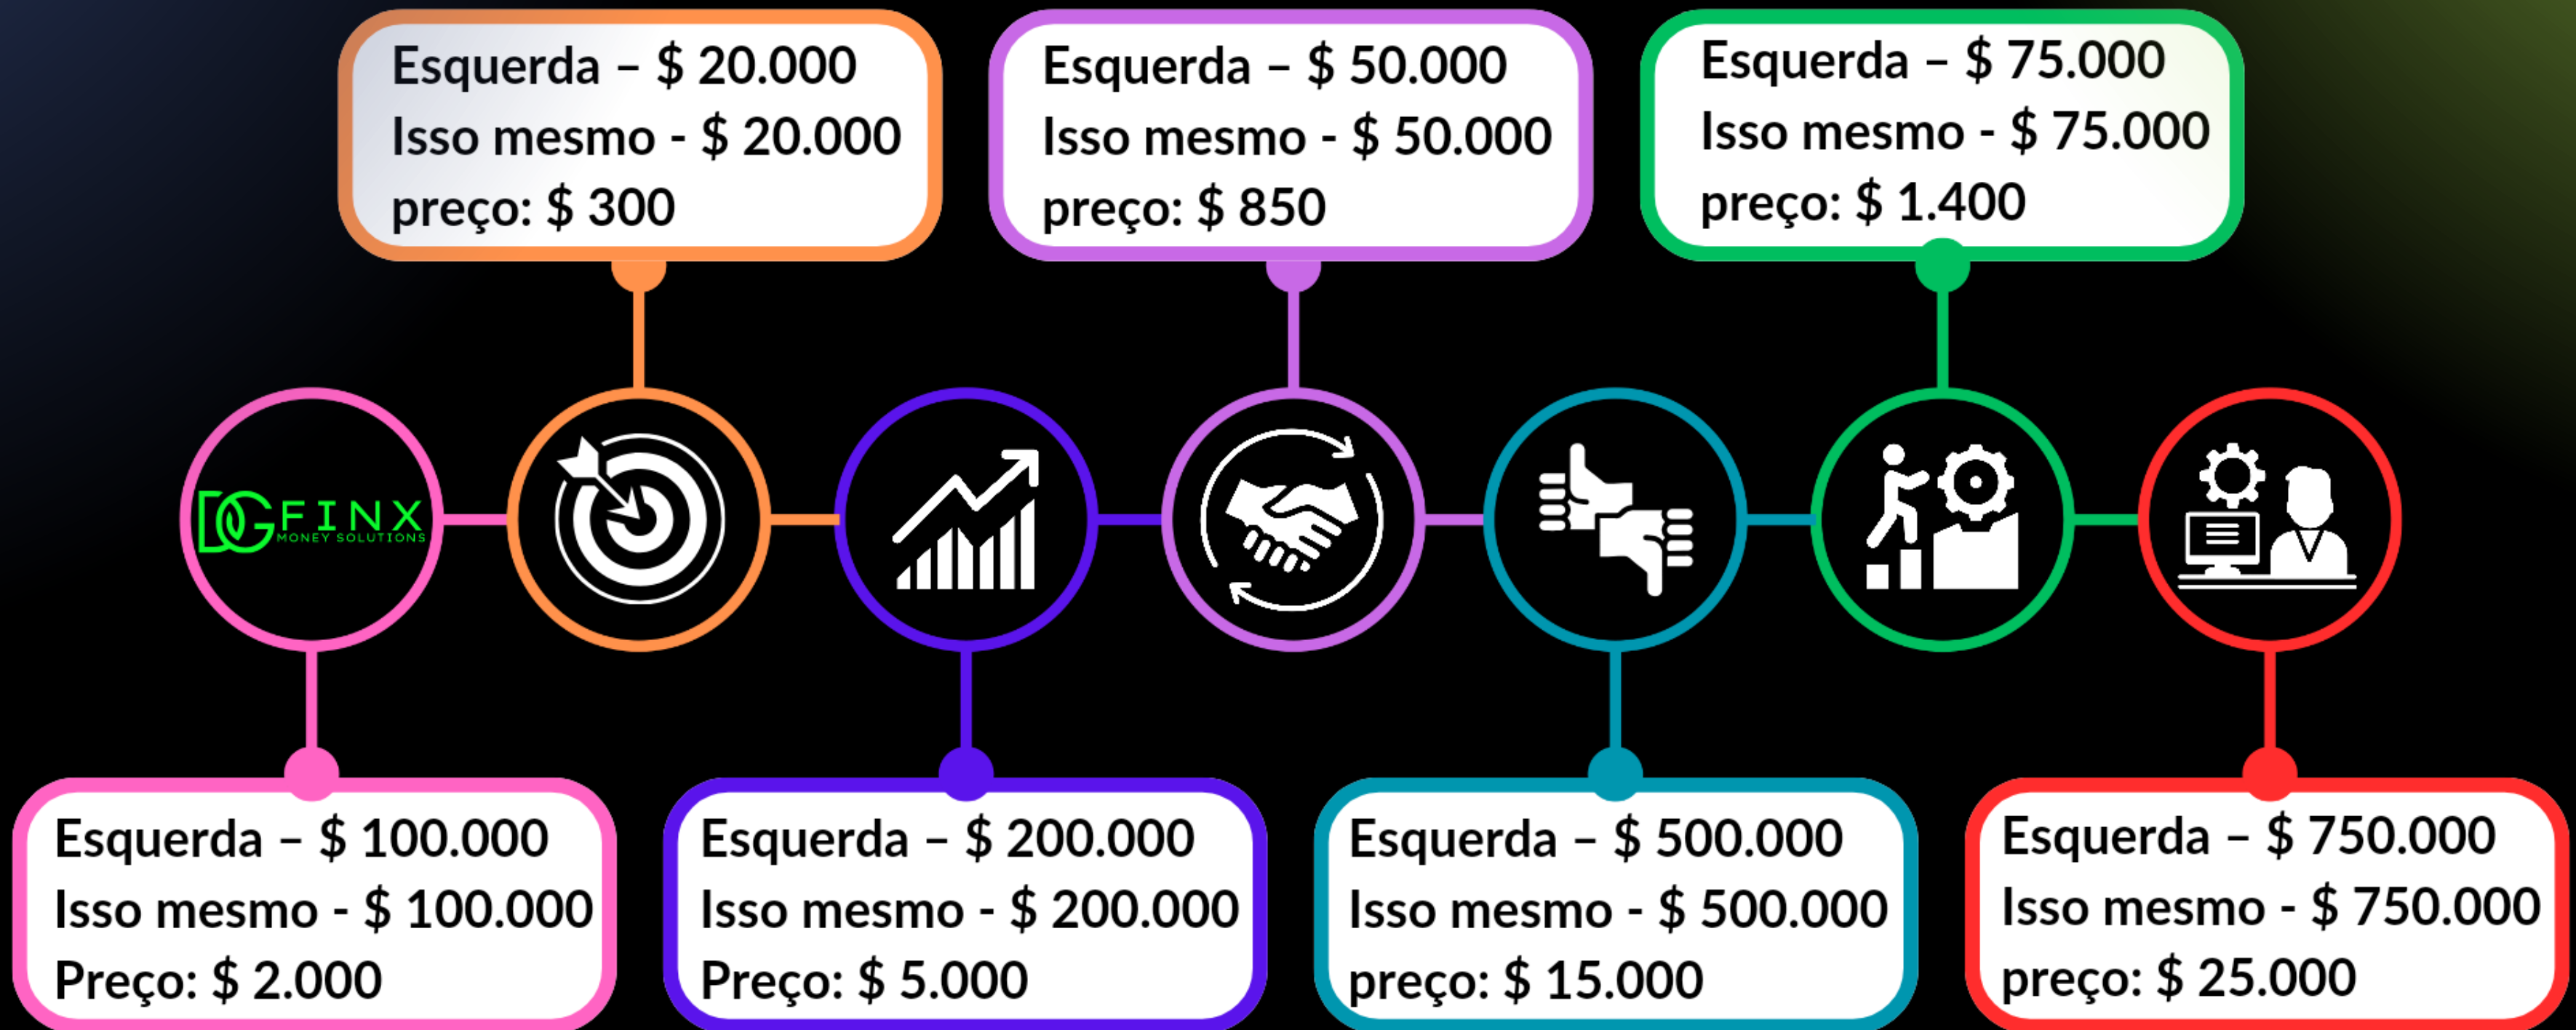 Esquerda – $ 20.000
Isso mesmo - $ 20.000
preço: $ 300
Esquerda – $ 50.000
Isso mesmo - $ 50.000
preço: $ 850
Esquerda – $ 75.000
Isso mesmo - $ 75.000
preço: $ 1.400
DGFINX
MONEY SOLUTIONS
Esquerda – $ 100.000
Isso mesmo - $ 100.000
Preço: $ 2.000
Esquerda – $ 200.000
Isso mesmo - $ 200.000
Preço: $ 5.000
Esquerda – $ 500.000
Isso mesmo - $ 500.000
preço: $ 15.000
Esquerda – $ 750.000
Isso mesmo - $ 750.000
preço: $ 25.000